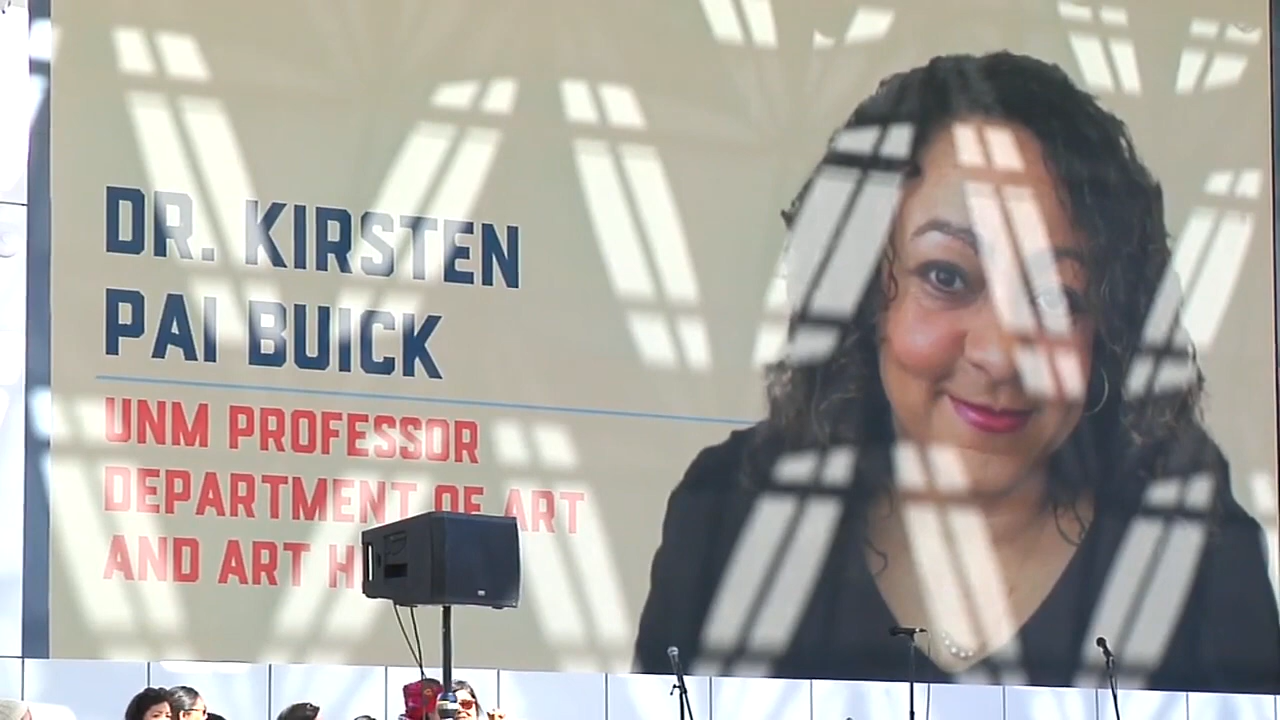 DR. KIRSTEN
PAI BUICK
UNM PROFESSOR
DEPARTMENT OF ART
AND ART